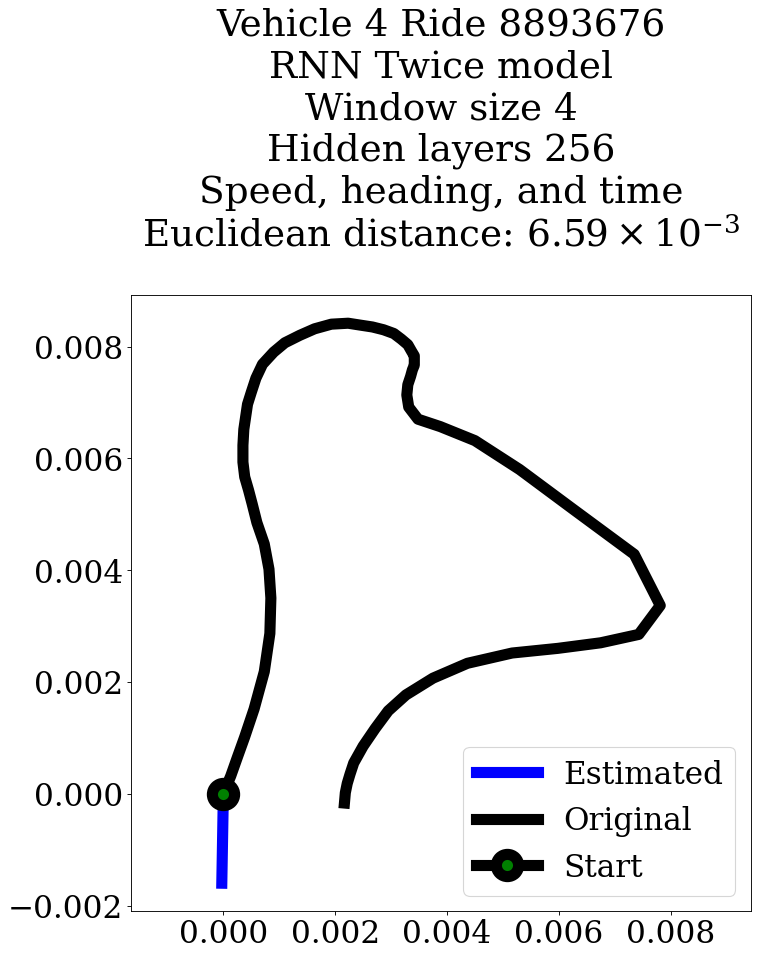 Vehicle 4 Ride 8893676
RNN Twice model
Window size 4
Hidden layers 256
Speed, heading, and time
Euclidean distance: 6.59 × 10⁻³
0.008
0.006
0.004
0.002
0.000
−0.002
Estimated
Original
Start
0.000 0.002 0.004 0.006 0.008